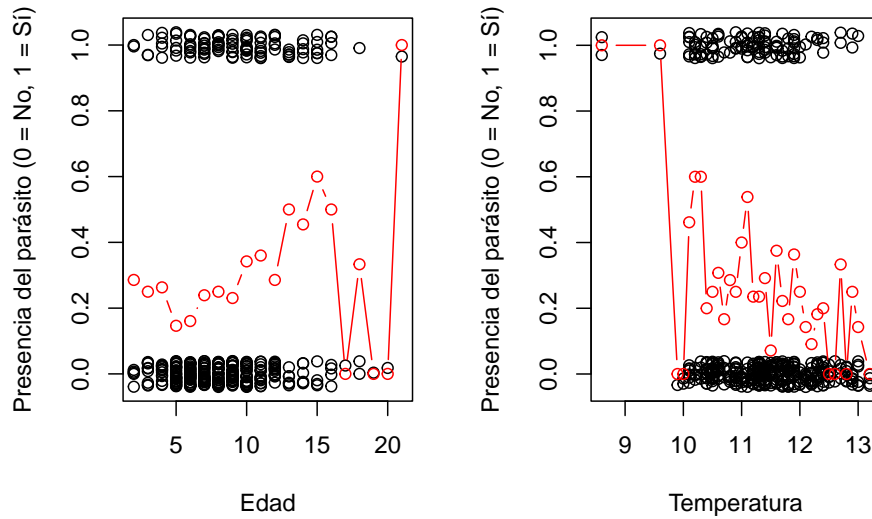 Presencia del parásito (0 = No, 1 = Sí)
1.0
0.8
0.6
0.4
0.2
0.0
5 10 15 20
Edad
Presencia del parásito (0 = No, 1 = Sí)
1.0
0.8
0.6
0.4
0.2
0.0
9 10 11 12 13
Temperatura